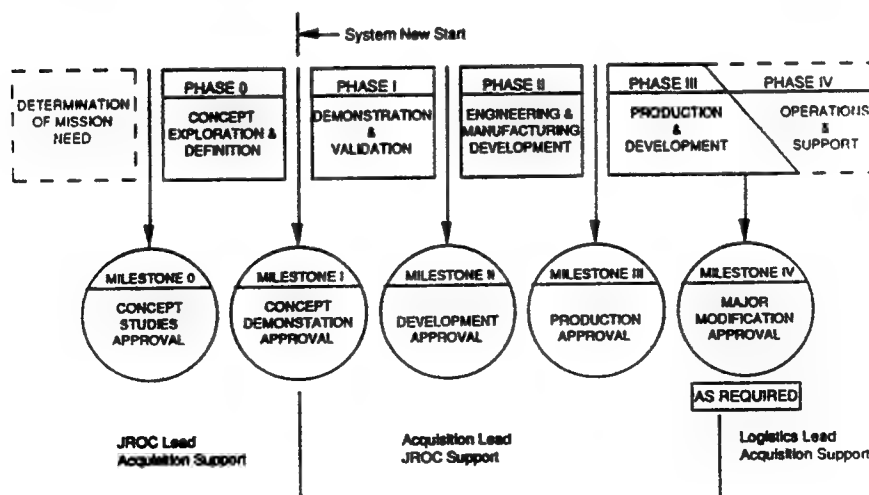 System New Start
DETERMINATION
OF MISSION
NEED
PHASE 0
CONCEPT
EXPLORATION &
DEFINITION
PHASE I
DEMONSTRATION
&
VALIDATION
PHASE II
ENGINEERING &
MANUFACTURING
DEVELOPMENT
PHASE III
PRODUCTION
&
DEVELOPMENT
PHASE IV
OPERATIONS
&
SUPPORT
MILESTONE 0
CONCEPT
STUDIES
APPROVAL
MILESTONE I
CONCEPT
DEMONSTATION
APPROVAL
MILESTONE II
DEVELOPMENT
APPROVAL
MILESTONE III
PRODUCTION
APPROVAL
MILESTONE IV
MAJOR
MODIFICATION
APPROVAL
AS REQUIRED
JROC Lead
Acquisition Support
Acquisition Lead
JROC Support
Logistics Lead
Acquisition Support